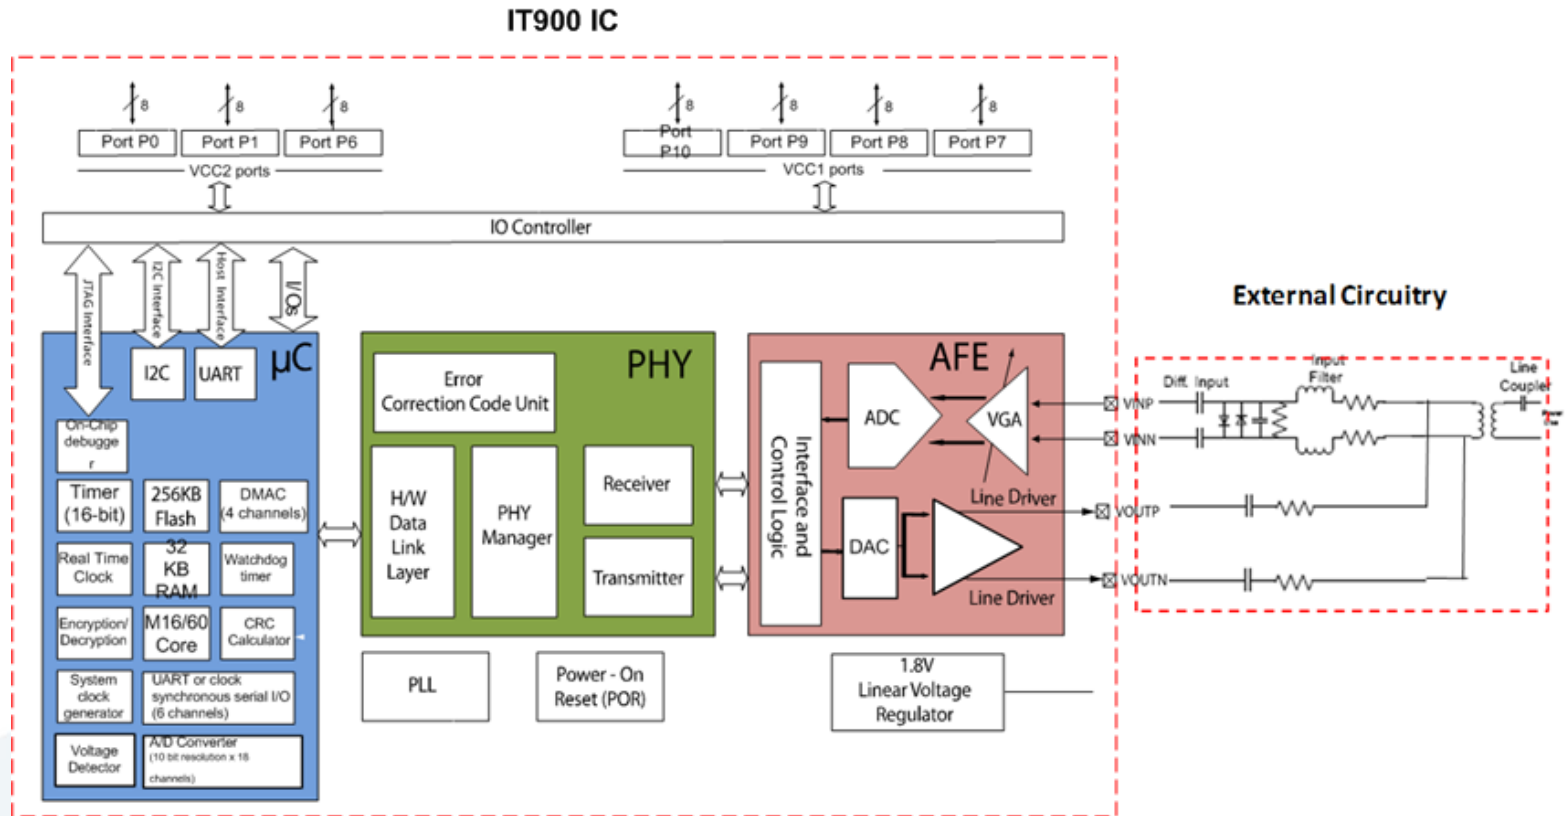 IT900 IC
8
8
8
8
8
8
8
Port P0
Port P1
Port P6
Port
P10
Port P9
Port P8
Port P7
VCC2 ports
VCC1 ports
IO Controller
JTAG Interface
I2C Interface
Host Interface
I/Os
External Circuitry
µC
I2C
UART
On-Chip
debugge
r
Timer
(16-bit)
256KB
Flash
DMAC
(4 channels)
Real Time
Clock
32
KB
RAM
Watchdog
timer
Encryption/
Decryption
M16/60
Core
CRC
Calculator
System
clock
generator
UART or clock
synchronous serial I/O
(6 channels)
Voltage
Detector
A/D Converter
(10 bit resolution x 16
channels)
PHY
Error
Correction Code Unit
H/W
Data
Link
Layer
PHY
Manager
Receiver
Transmitter
PLL
Power - On
Reset (POR)
AFE
Interface and
Control Logic
ADC
VGA
Line Driver
DAC
Line Driver
1.8V
Linear Voltage
Regulator
VINP
VINN
VOUTP
VOUTN
Diff. Input
Input
Filter
Line
Coupler